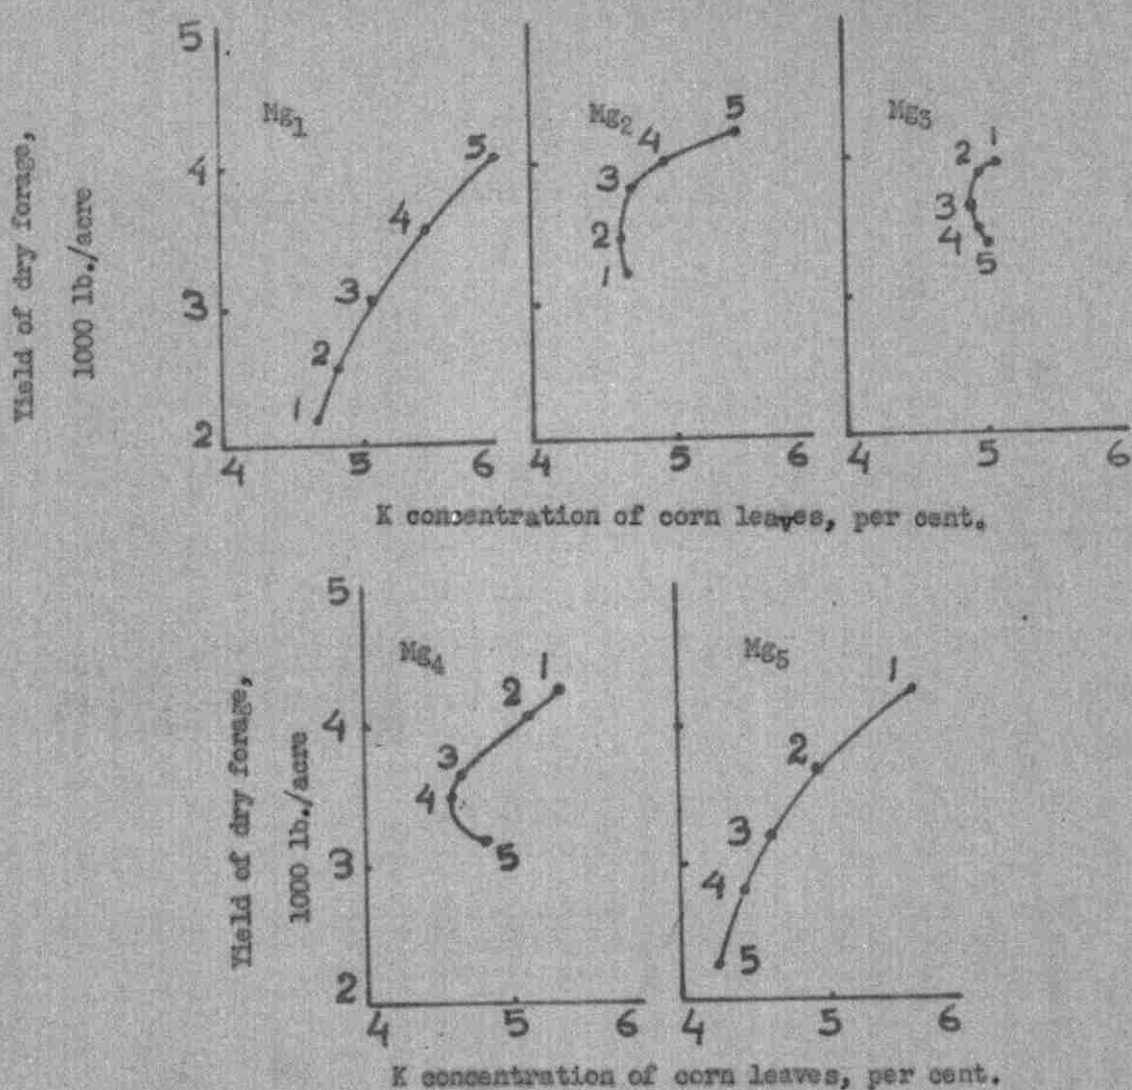 5
Mg1
Mg2
Mg3
Yield of dry forage,
1000 lb./acre
4
3
2
1
2
3
4
5
1
2
3
4
5
1
2
3
4
5
4 5 6 4 5 6 4 5 6
K concentration of corn leaves, per cent.
5
Mg4
Mg5
Yield of dry forage,
1000 lb./acre
4
3
2
1
2
3
4
5
1
2
3
4
5
4 5 6 4 5 6
K concentration of corn leaves, per cent.